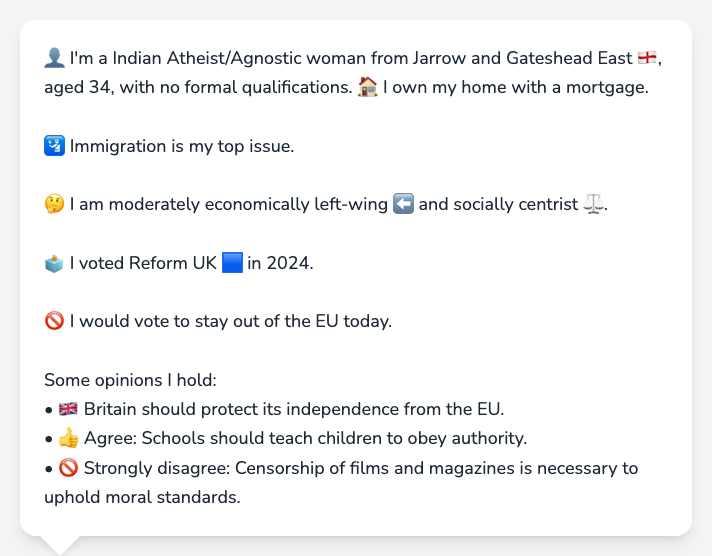 👤 I'm a Indian Atheist/Agnostic woman from Jarrow and Gateshead East 🏴󠁧󠁢󠁥󠁮󠁧󠁿,
aged 34, with no formal qualifications. 🏠 I own my home with a mortgage.
🛂 Immigration is my top issue.
🤔 I am moderately economically left-wing ⬅️ and socially centrist ⚖️.
🗳️ I voted Reform UK 🟦 in 2024.
🚫 I would vote to stay out of the EU today.
Some opinions I hold:
• 🇬🇧 Britain should protect its independence from the EU.
• 👍 Agree: Schools should teach children to obey authority.
• 🚫 Strongly disagree: Censorship of films and magazines is necessary to
uphold moral standards.